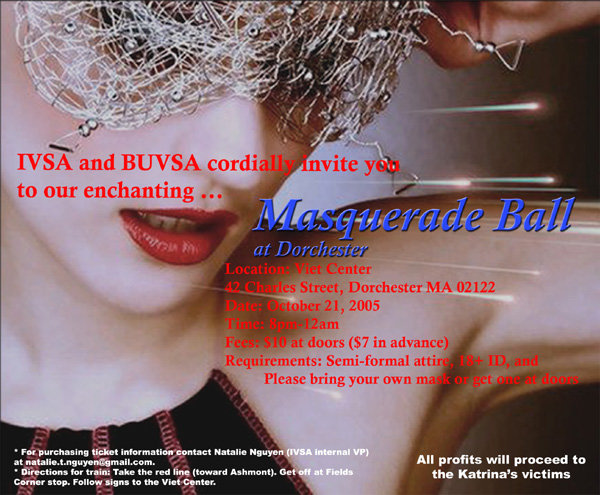 IVSA and BUVSA cordially invite you
to our enchanting ...
Masquerade Ball
at Dorchester
Location: Viet Center
42 Charles Street, Dorchester MA 02122
Date: October 21, 2005
Time: 8pm-12am
Fees: $10 at doors ($7 in advance)
Requirements: Semi-formal attire, 18+ ID, and
Please bring your own mask or get one at doors
* For purchasing ticket information contact Natalie Nguyen (IVSA internal VP)
at natalie.t.nguyen@gmail.com.
* Directions for train: Take the red line (toward Ashmont). Get off at Fields
Corner stop. Follow signs to the Viet Center.
All profits will proceed to
the Katrina's victims